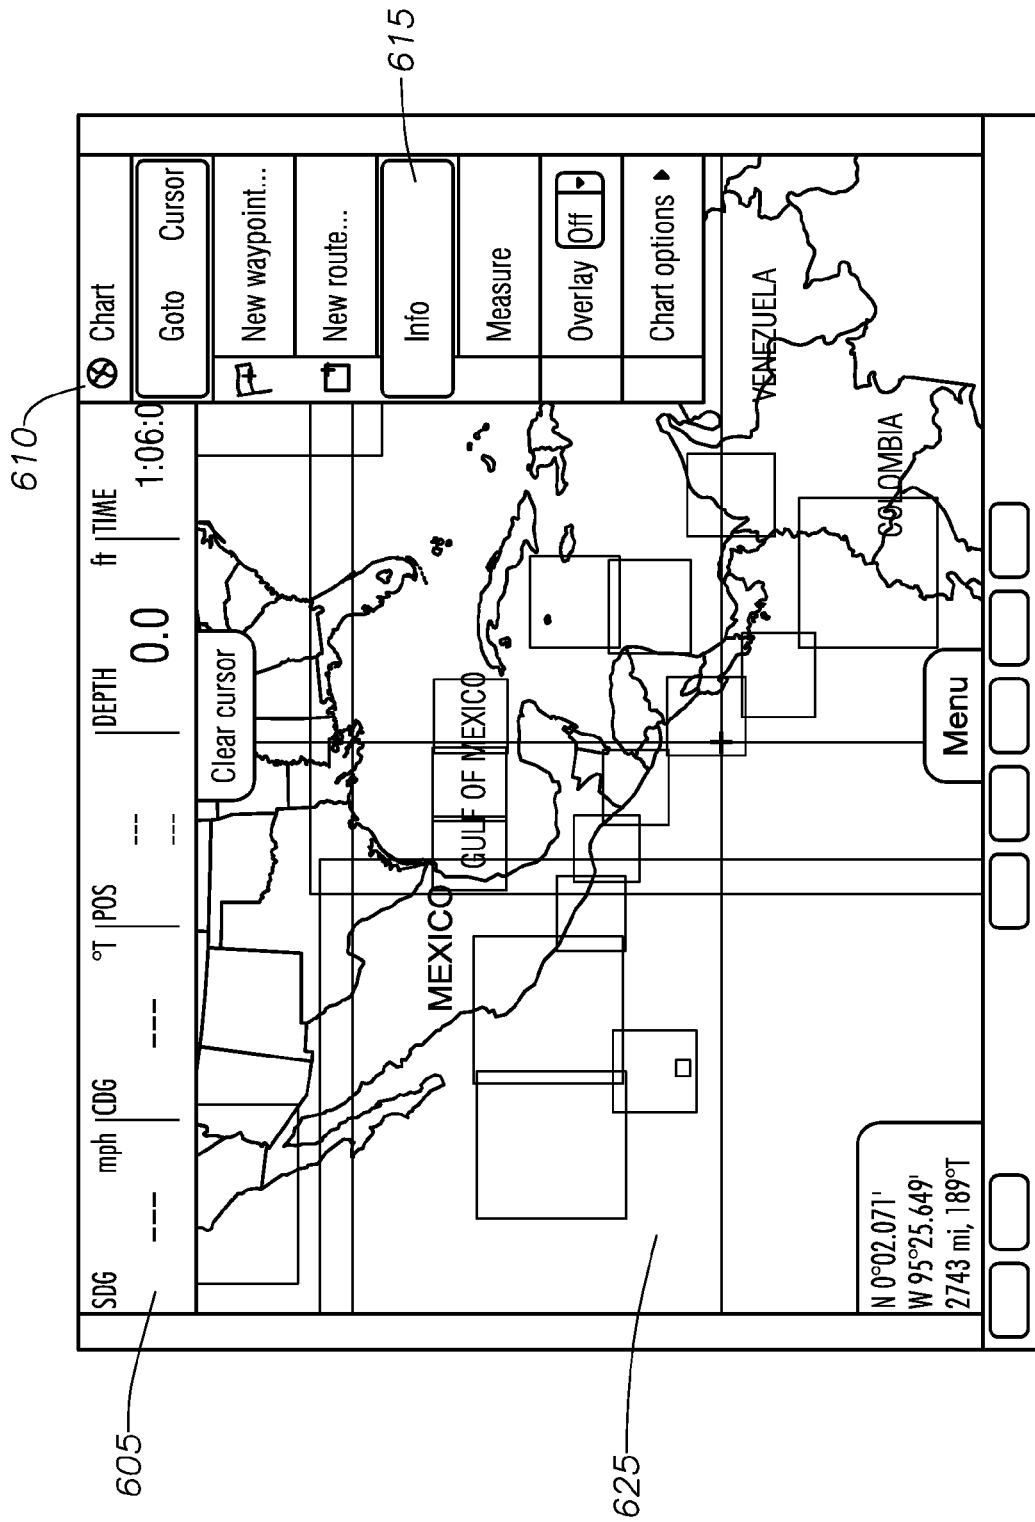 610
615
605
625
SDG mph
---
CDG °T
---
POS
---
---
DEPTH ft
0.0
TIME
1:06:0
Clear cursor
Chart
Goto Cursor
New waypoint...
New route...
Info
Measure
Overlay Off
Chart options
MEXICO
GULF OF MEXICO
VENEZUELA
COLOMBIA
N 0°02.071'
W 95°25.649'
2743 mi, 189°T
Menu